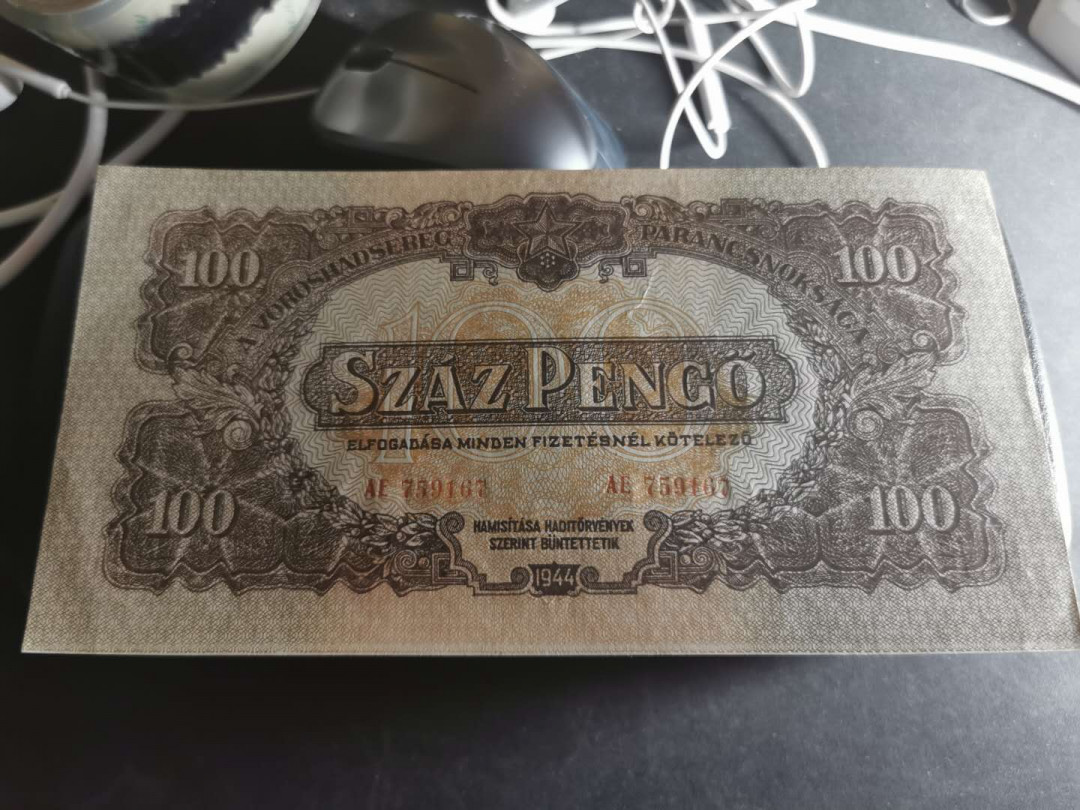 A VÖRÖSHADSEREG PARANCSNOKSÁGA
100 100
100
SZÁZ PENGŐ
ELFOGADÁSA MINDEN FIZETÉSNÉL KÖTELEZŐ
AE 759167 AE 759167
100 100
HAMISÍTÁSA HADITÖRVÉNYEK
SZERINT BÜNTETTETIK
1944